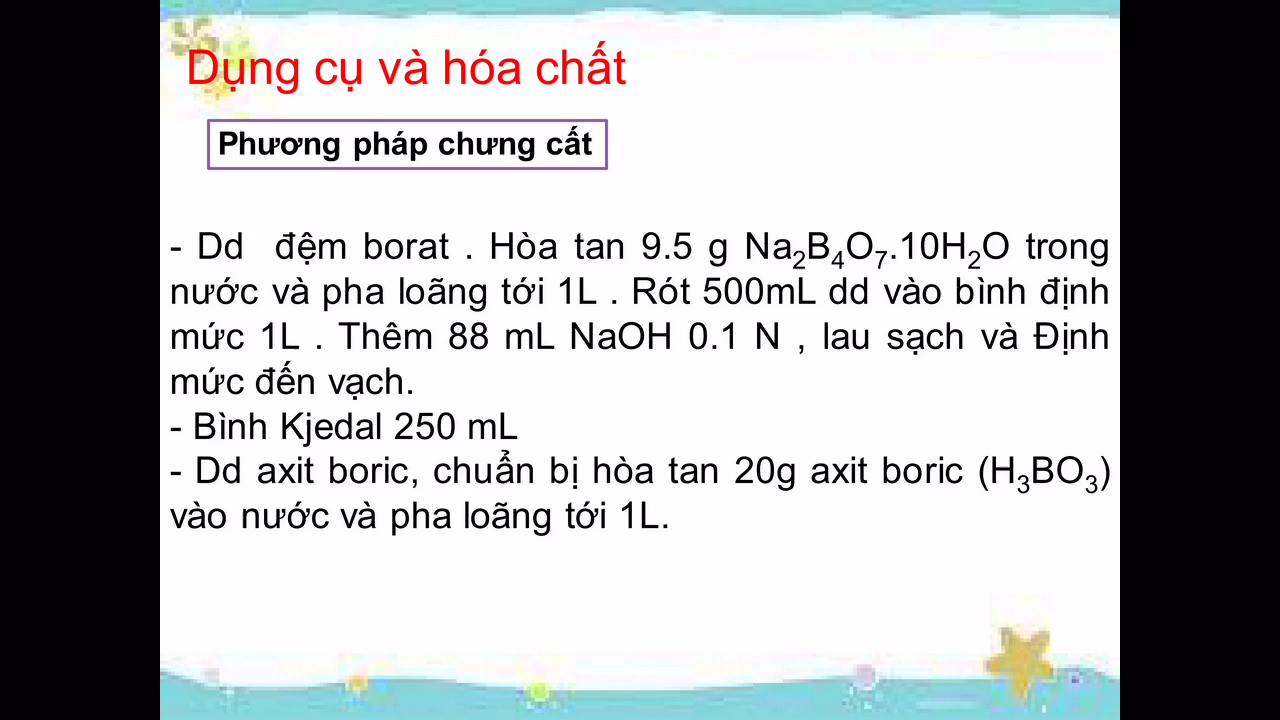 Dụng cụ và hóa chất
Phương pháp chưng cất
- Dd đệm borat . Hòa tan 9.5 g Na₂B₄O₇.10H₂O trong
nước và pha loãng tới 1L . Rót 500mL dd vào bình định
mức 1L . Thêm 88 mL NaOH 0.1 N , lau sạch và Định
mức đến vạch.
- Bình Kjedal 250 mL
- Dd axit boric, chuẩn bị hòa tan 20g axit boric (H₃BO₃)
vào nước và pha loãng tới 1L.